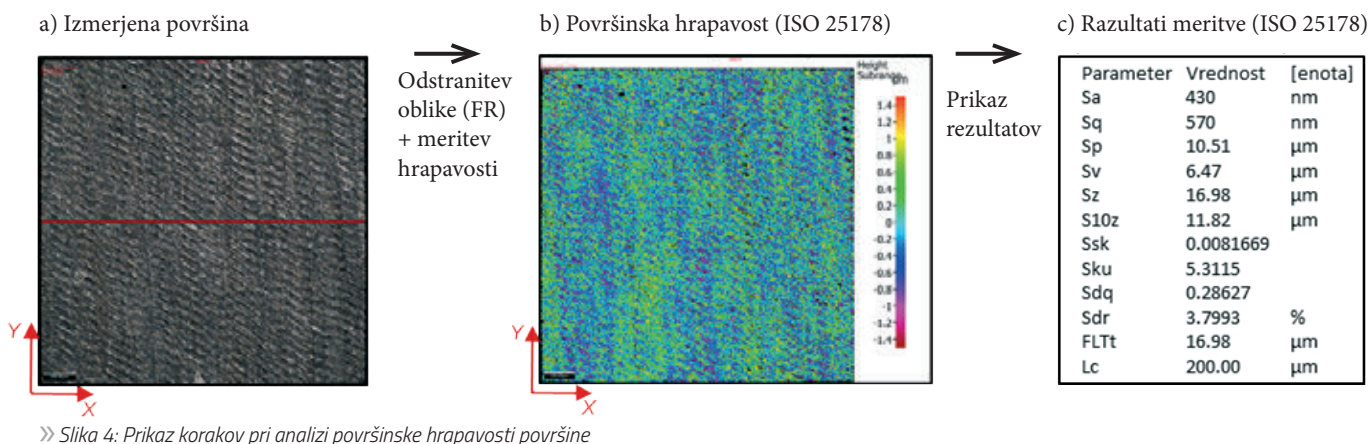 a) Izmerjena površina
Odstranitev
oblike (FR)
+ meritev
hrapavosti
b) Površinska hrapavost (ISO 25178)
Height
Subrange
µm
1.4
1
0.8
0.6
0.4
0.2
0
-0.2
-0.4
-0.6
-0.8
-1
-1.2
-1.4
Prikaz
rezultatov
c) Razultati meritve (ISO 25178)
Parameter Vrednost [enota]
Sa 430 nm
Sq 570 nm
Sp 10.51 µm
Sv 6.47 µm
Sz 16.98 µm
S10z 11.82 µm
Ssk 0.0081669
Sku 5.3115
Sdq 0.28627
Sdr 3.7993 %
FLTt 16.98 µm
Lc 200.00 µm
Y
X
Y
X
» Slika 4: Prikaz korakov pri analizi površinske hrapavosti površine